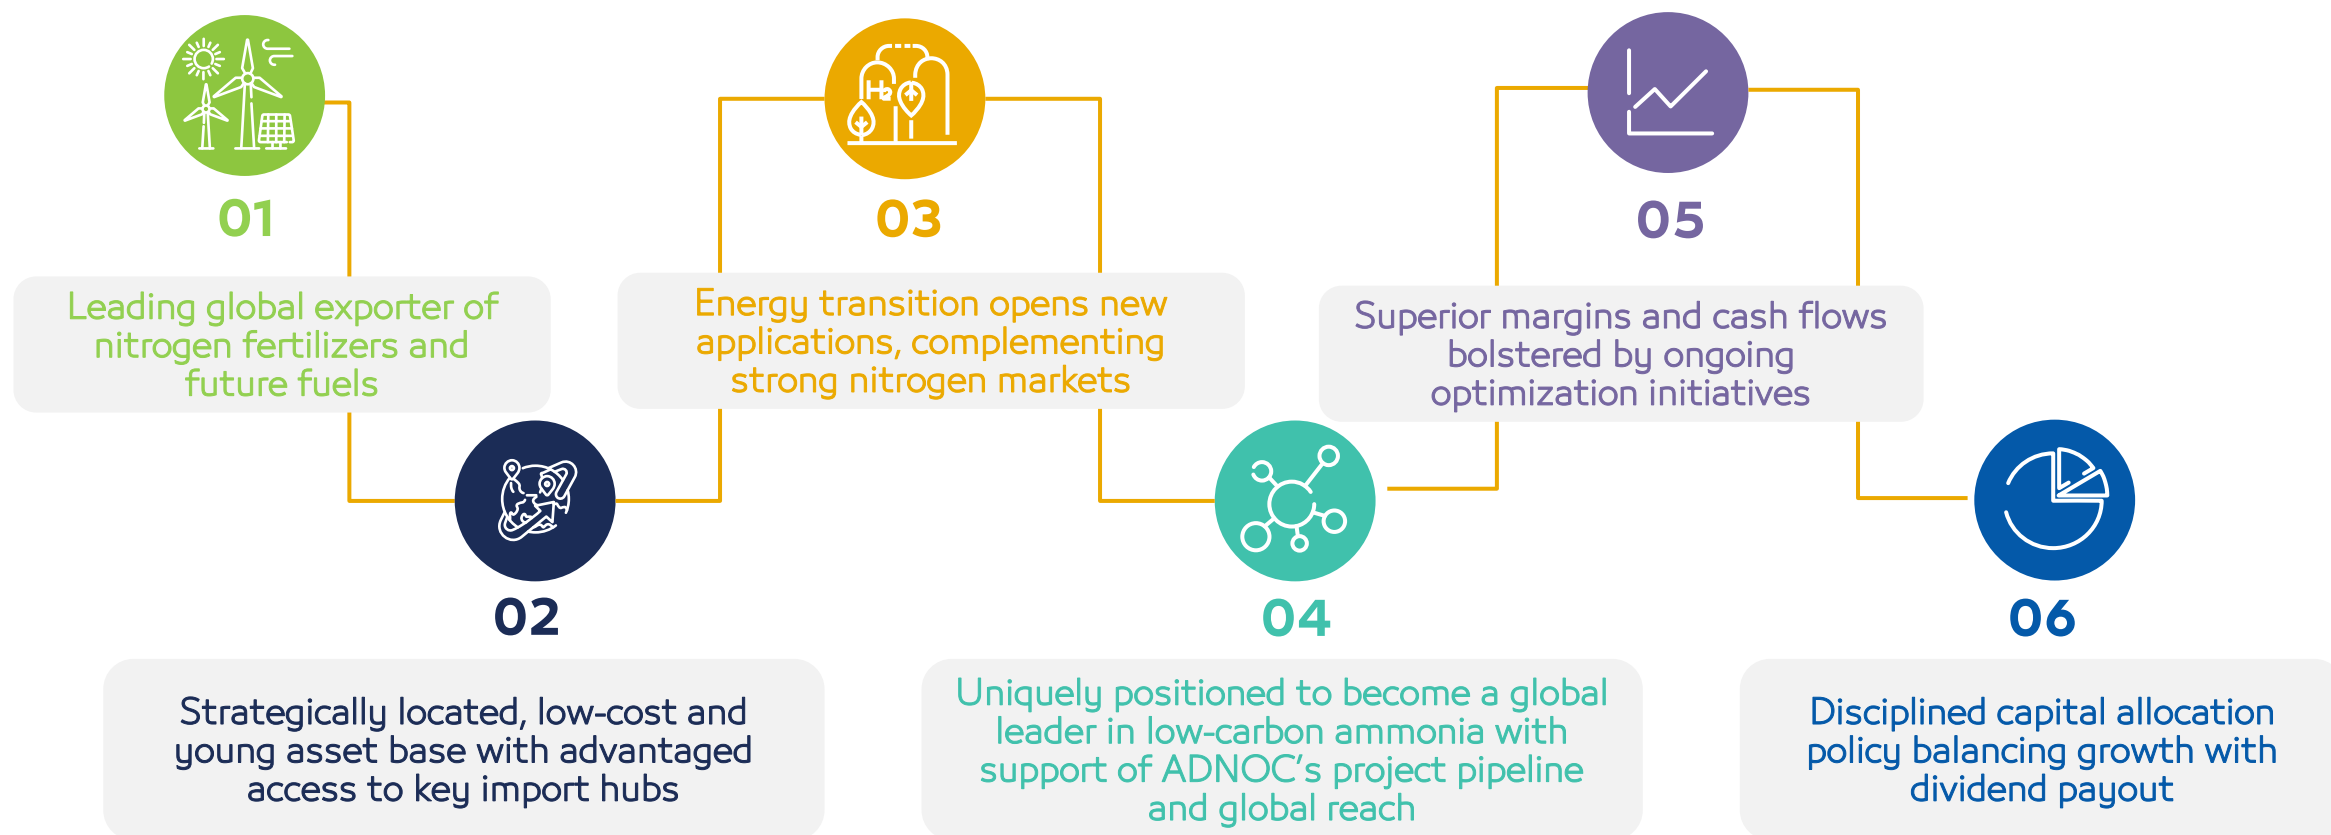 01
Leading global exporter of
nitrogen fertilizers and
future fuels
02
Strategically located, low-cost and
young asset base with advantaged
access to key import hubs
H2
03
Energy transition opens new
applications, complementing
strong nitrogen markets
04
Uniquely positioned to become a global
leader in low-carbon ammonia with
support of ADNOC’s project pipeline
and global reach
05
Superior margins and cash flows
bolstered by ongoing
optimization initiatives
06
Disciplined capital allocation
policy balancing growth with
dividend payout